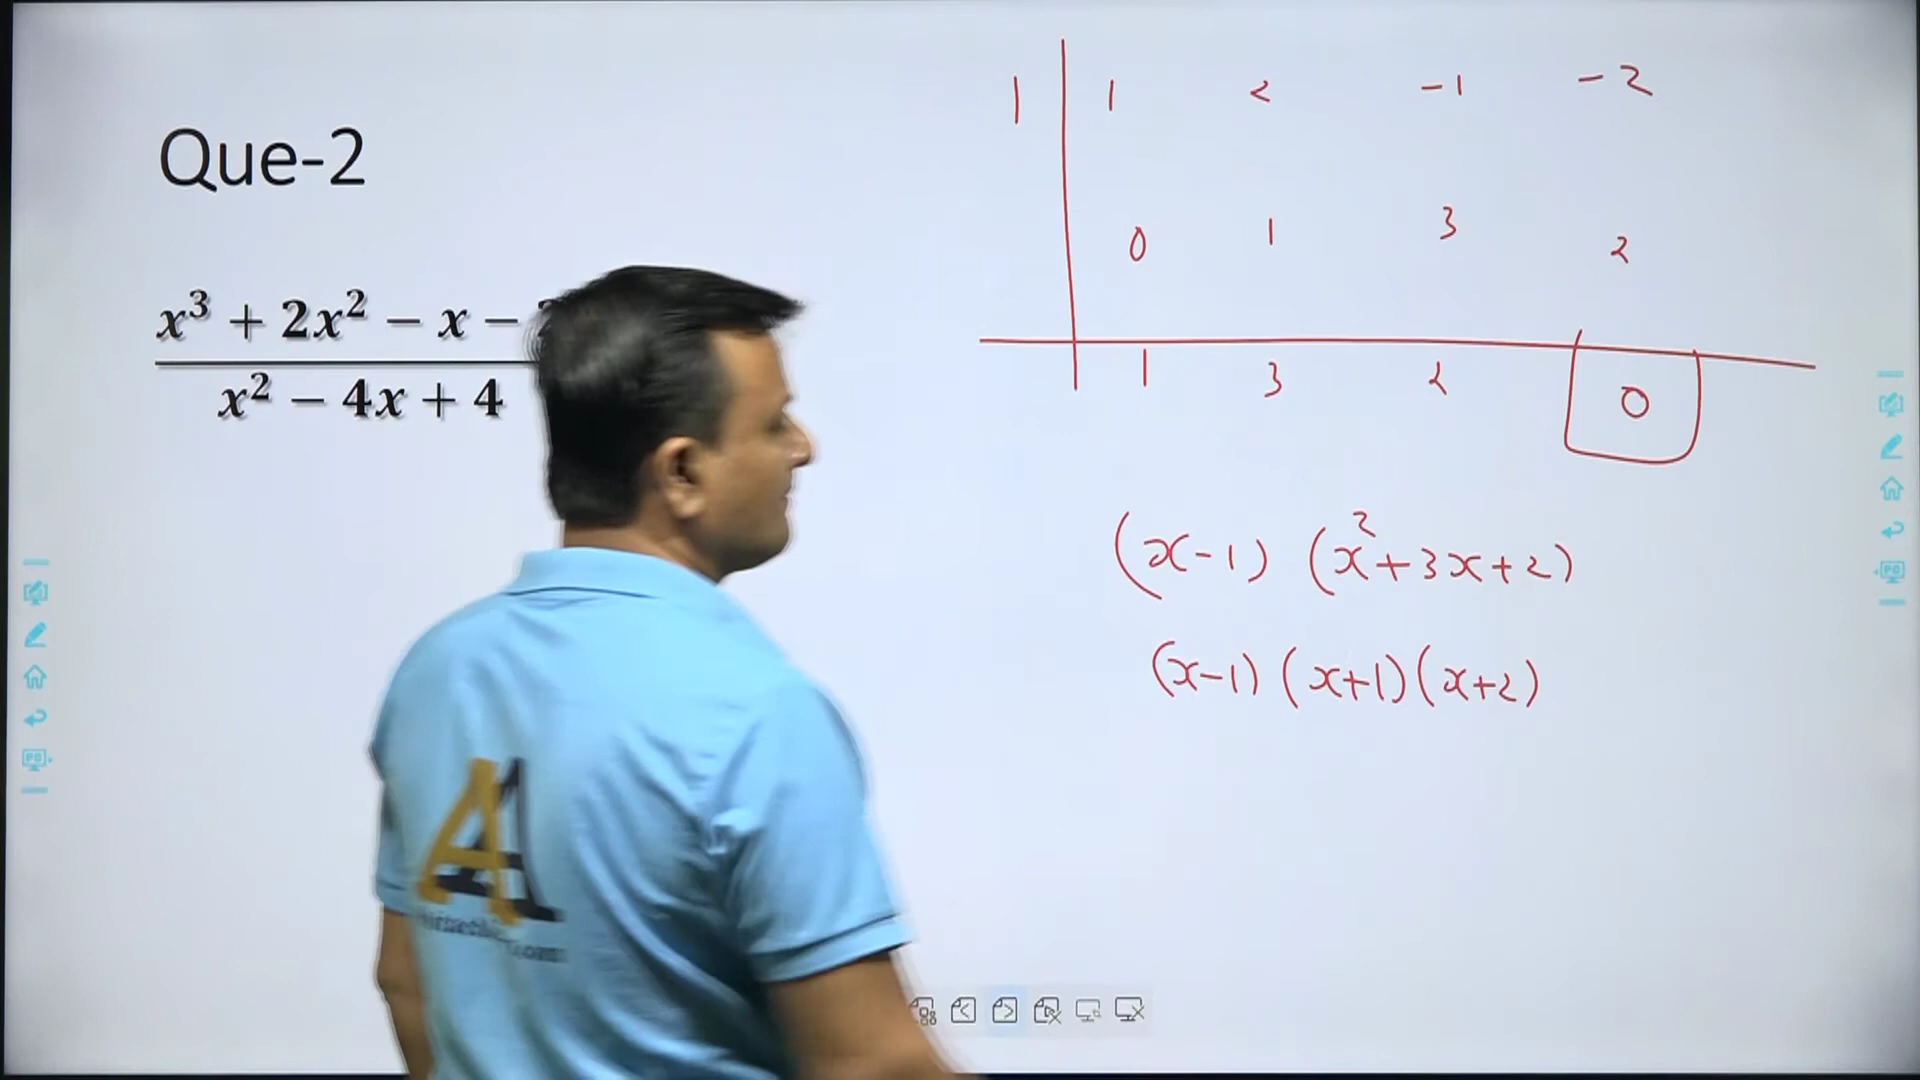 Que-2
x³ + 2x² − x −
x² − 4x + 4
1 1 2 -1 -2
0 1 3 2
1 3 2 0
(x-1) (x²+3x+2)
(x-1) (x+1) (x+2)